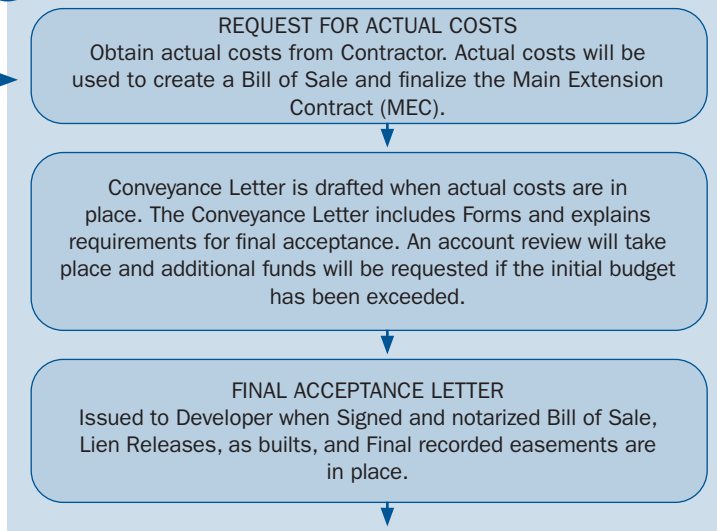 REQUEST FOR ACTUAL COSTS
Obtain actual costs from Contractor. Actual costs will be
used to create a Bill of Sale and finalize the Main Extension
Contract (MEC).
Conveyance Letter is drafted when actual costs are in
place. The Conveyance Letter includes Forms and explains
requirements for final acceptance. An account review will take
place and additional funds will be requested if the initial budget
has been exceeded.
FINAL ACCEPTANCE LETTER
Issued to Developer when Signed and notarized Bill of Sale,
Lien Releases, as builts, and Final recorded easements are
in place.